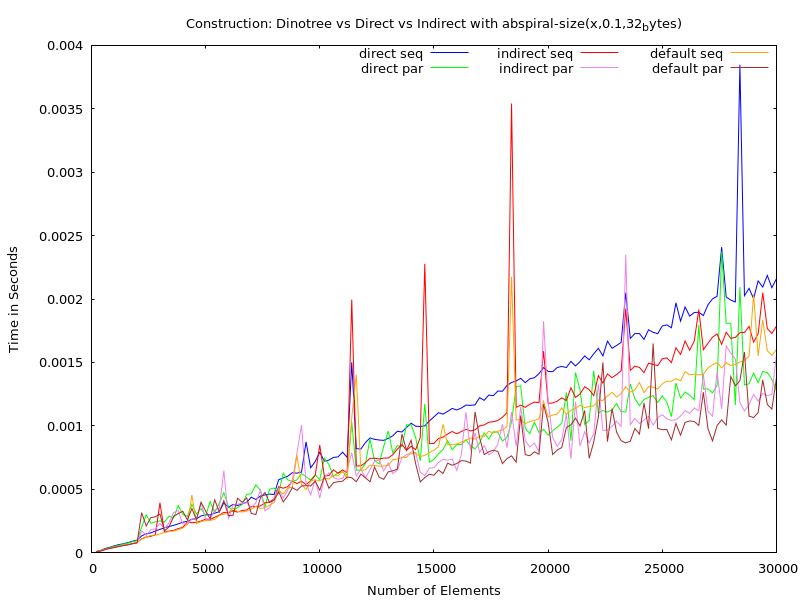 Construction: Dinotree vs Direct vs Indirect with abspiral-size(x,0.1,32bytes)
direct seq indirect seq default seq
direct par indirect par default par
0.004
0.0035
0.003
0.0025
0.002
0.0015
0.001
0.0005
0
Time in Seconds
0 5000 10000 15000 20000 25000 30000
Number of Elements